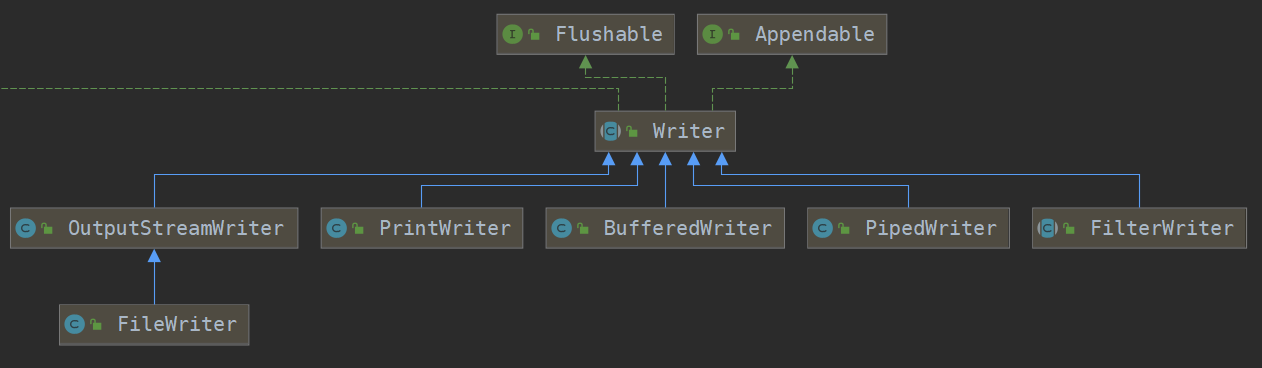 Flushable
Appendable
Writer
OutputStreamWriter
PrintWriter
BufferedWriter
PipedWriter
FilterWriter
FileWriter